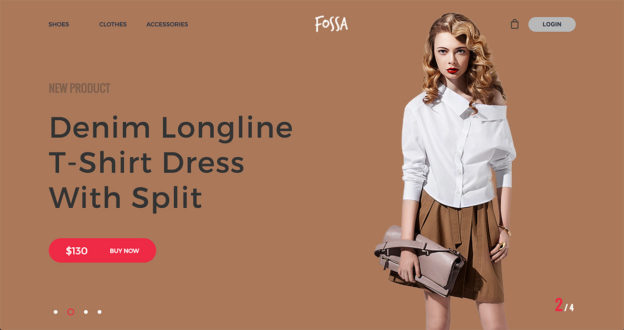 SHOES CLOTHES ACCESSORIES FOSSA LOGIN
NEW PRODUCT
Denim Longline
T-Shirt Dress
With Split
$130 BUY NOW
2 / 4